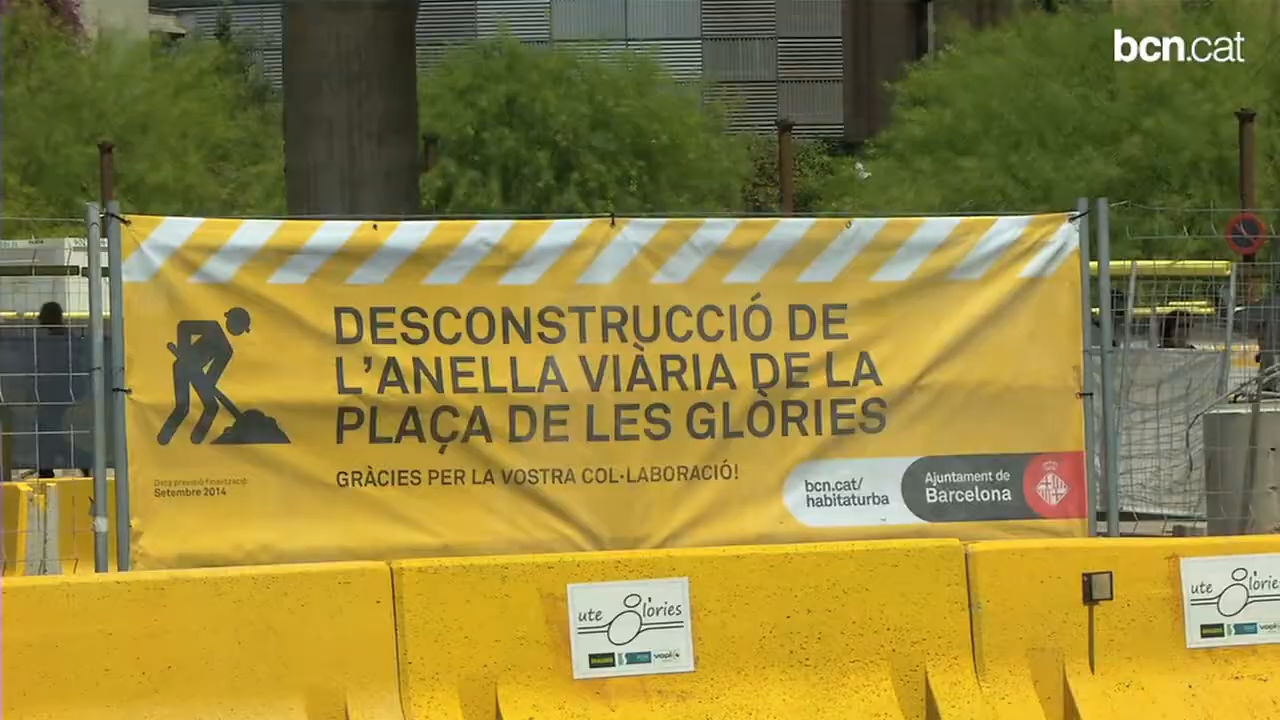 bcn.cat
DESCONSTRUCCIÓ DE
L'ANELLA VIÀRIA DE LA
PLAÇA DE LES GLÒRIES
GRÀCIES PER LA VOSTRA COL·LABORACIÓ!
Data previsió finalització:
Setembre 2014
bcn.cat/
habitaturba
Ajuntament de
Barcelona
ute Glòries
ute Glòries